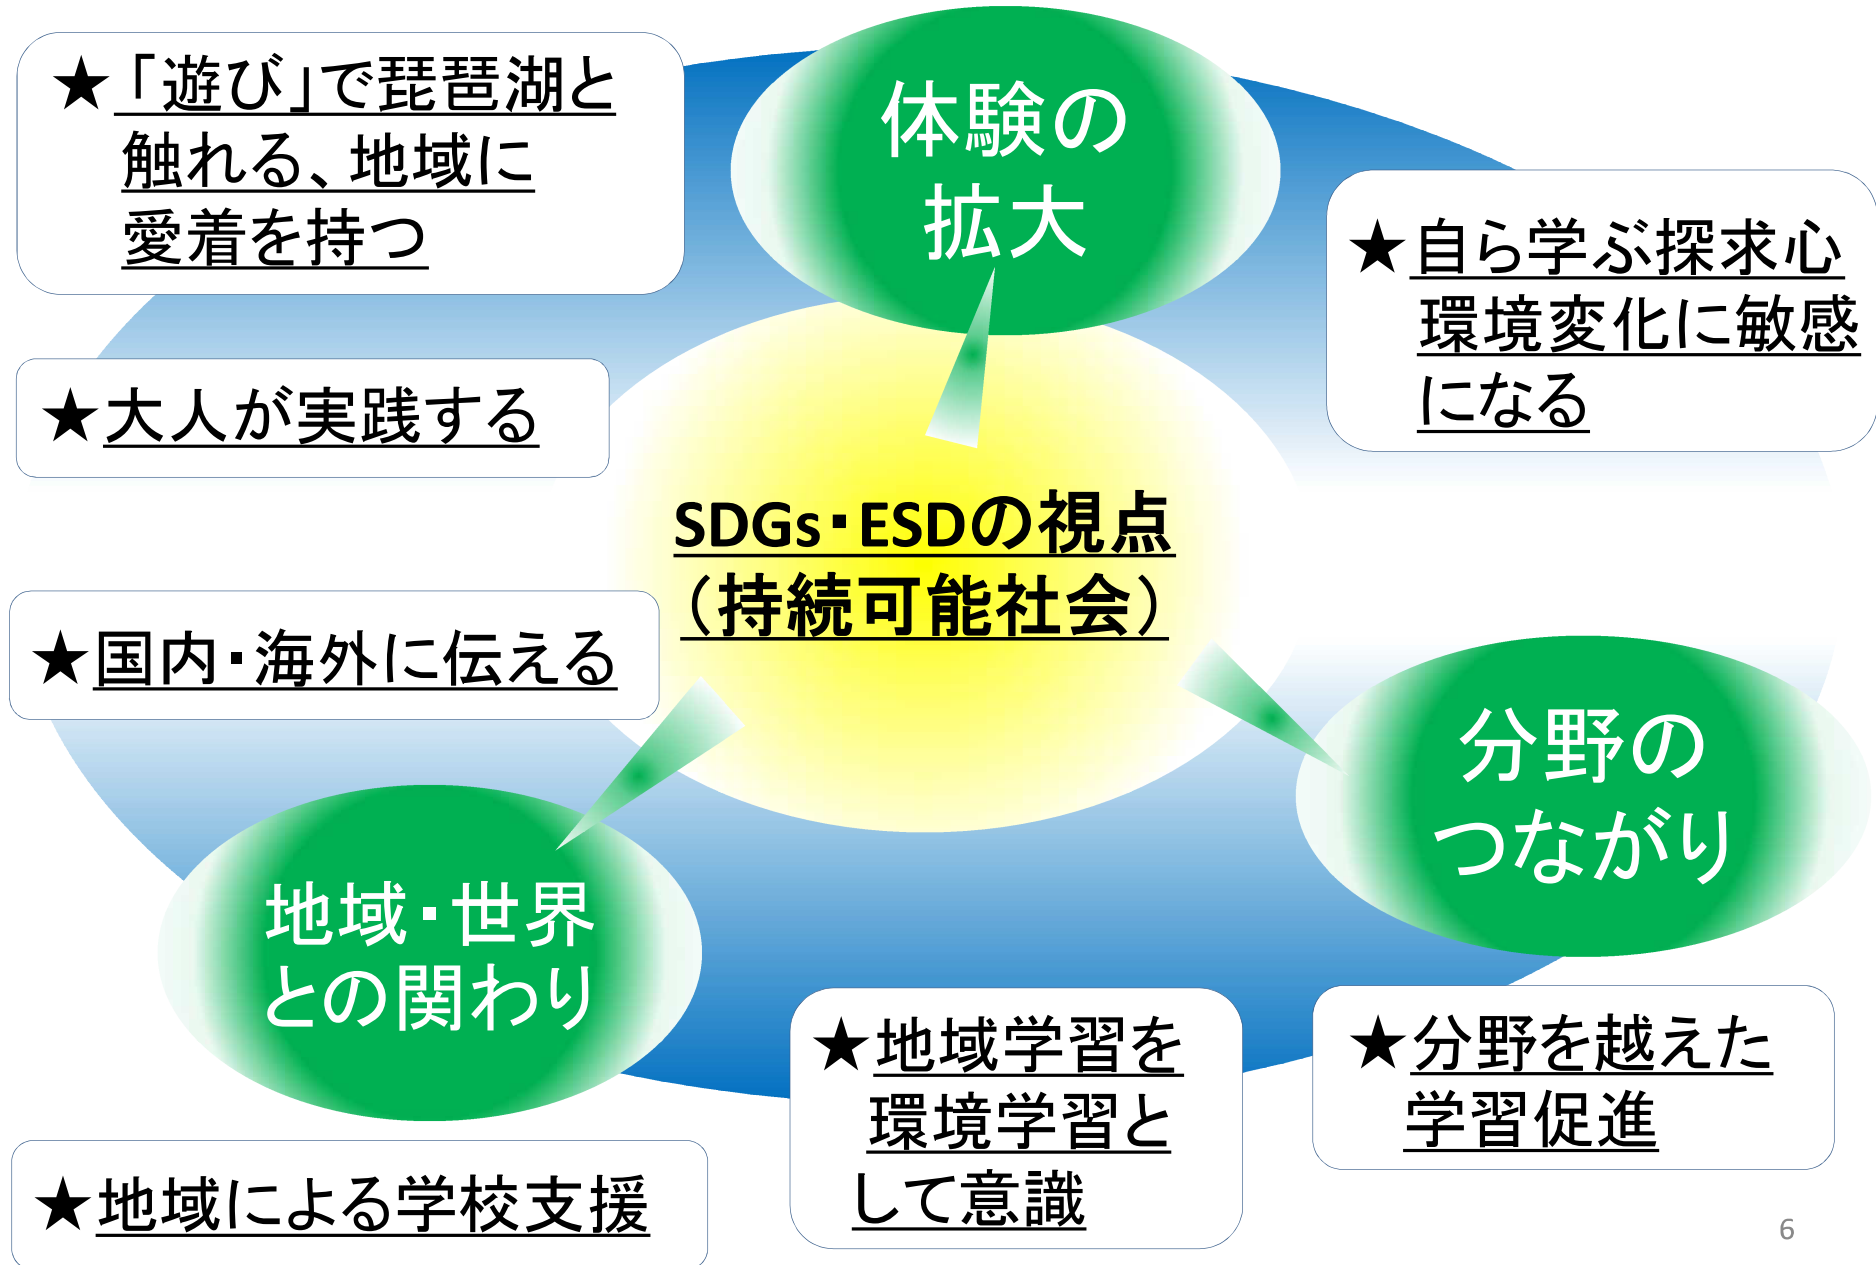 ★「遊び」で琵琶湖と
触れる、地域に
愛着を持つ
体験の
拡大
★自ら学ぶ探求心
環境変化に敏感
になる
★大人が実践する
SDGs・ESDの視点
（持続可能社会）
★国内・海外に伝える
分野の
つながり
地域・世界
との関わり
★地域学習を
環境学習と
して意識
★分野を越えた
学習促進
★地域による学校支援
6